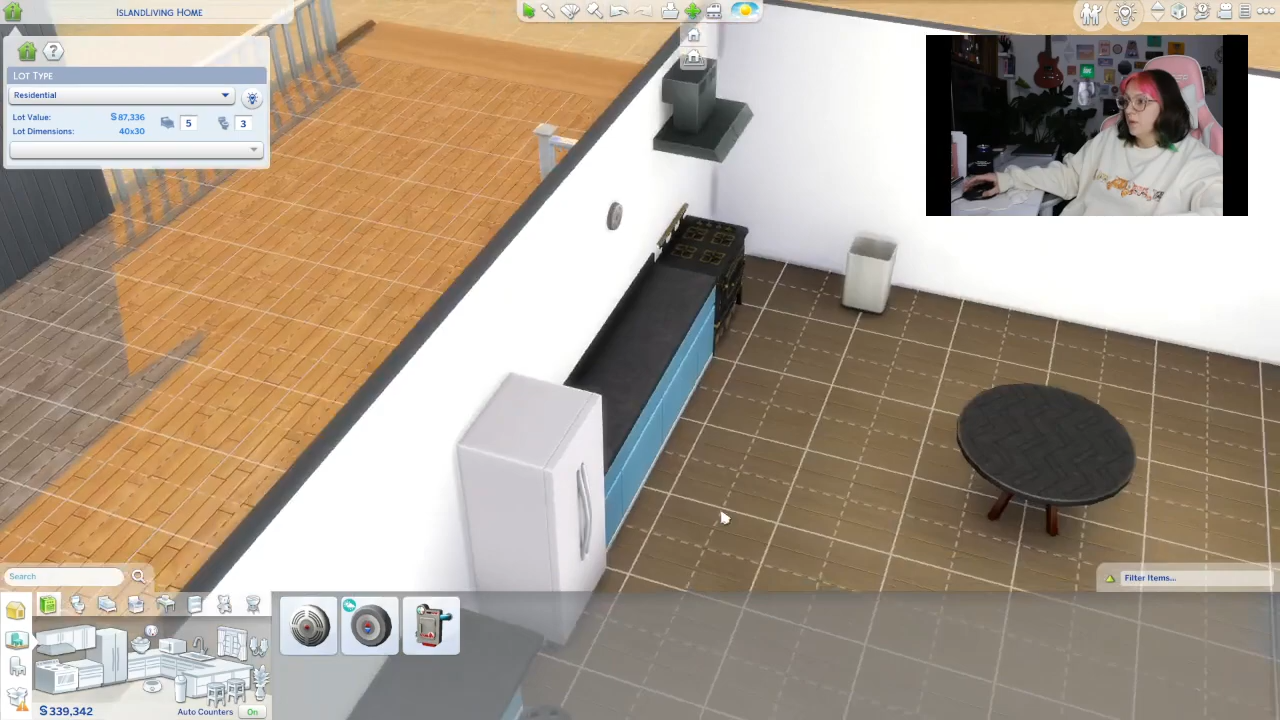 IslandLiving Home
Lot Type
Residential
Lot Value: §87,336
5
3
Lot Dimensions: 40x30
Search
Filter Items...
§339,342
Auto Counters
On